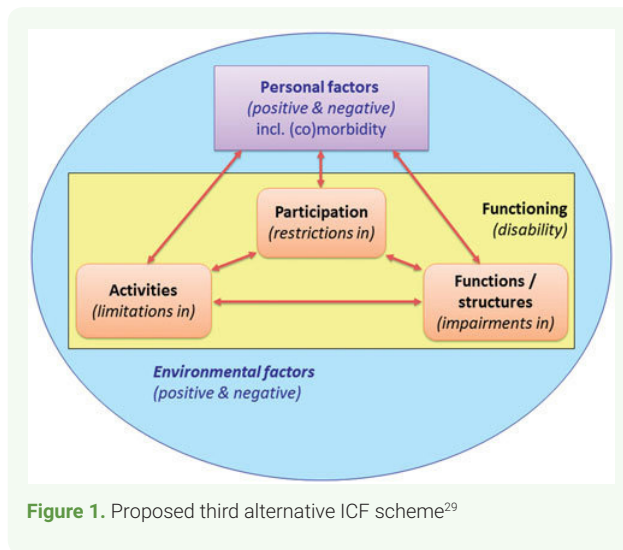 Personal factors
(positive & negative)
incl. (co)morbidity
Participation
(restrictions in)
Functioning
(disability)
Activities
(limitations in)
Functions /
structures
(impairments in)
Environmental factors
(positive & negative)
Figure 1. Proposed third alternative ICF scheme29